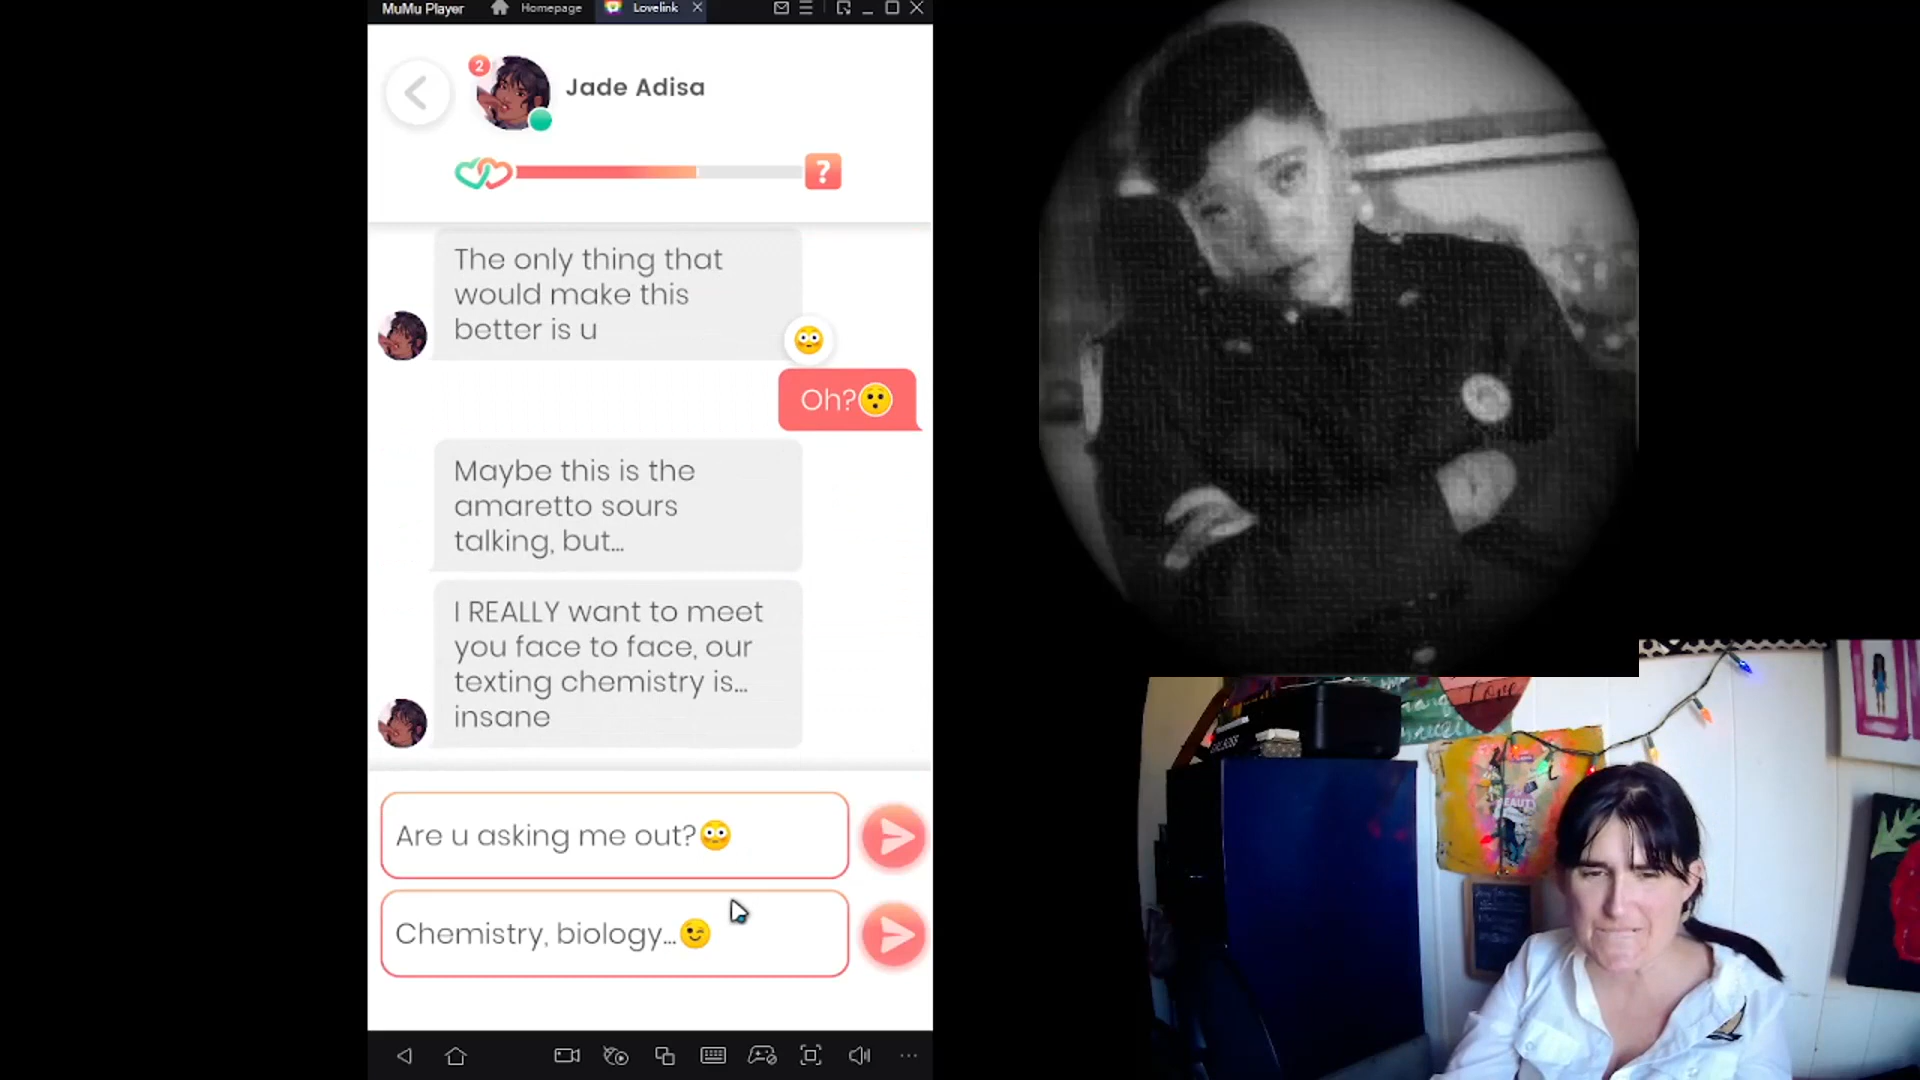 MuMu Player
Homepage
Lovelink
2
Jade Adisa
?
The only thing that
would make this
better is u
Oh?😯
Maybe this is the
amaretto sours
talking, but...
I REALLY want to meet
you face to face, our
texting chemistry is...
insane
Are u asking me out?😳
Chemistry, biology...😉
Love
BEAUTY